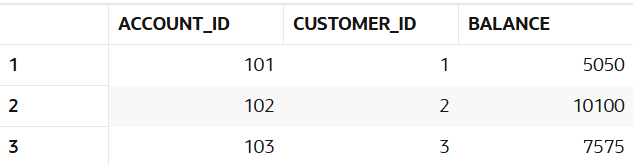 ACCOUNT_ID CUSTOMER_ID BALANCE
1 101 1 5050
2 102 2 10100
3 103 3 7575